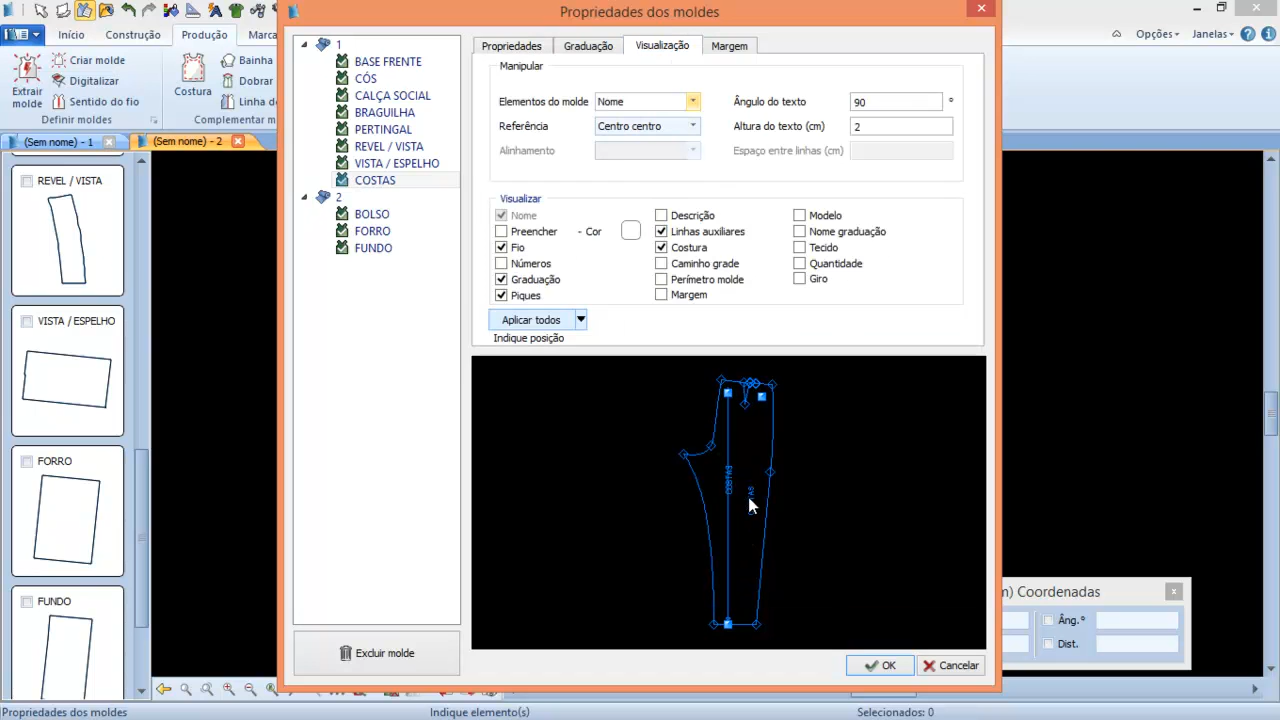 Propriedades dos moldes
Início
Construção
Produção
Marca
Opções
Janelas
Extrair
molde
Criar molde
Digitalizar
Sentido do fio
Definir moldes
Costura
Bainha
Dobrar
Linha d
Complementar m
(Sem nome) - 1
(Sem nome) - 2
REVEL / VISTA
VISTA / ESPELHO
FORRO
FUNDO
1
BASE FRENTE
CÓS
CALÇA SOCIAL
BRAGUILHA
PERTINGAL
REVEL / VISTA
VISTA / ESPELHO
COSTAS
2
BOLSO
FORRO
FUNDO
Excluir molde
Propriedades
Graduação
Visualização
Margem
Manipular
Elementos do molde
Nome
Ângulo do texto
90
º
Referência
Centro centro
Altura do texto (cm)
2
Alinhamento
Espaço entre linhas (cm)
Visualizar
Nome
Descrição
Modelo
Preencher
- Cor
Linhas auxiliares
Nome graduação
Fio
Costura
Tecido
Números
Caminho grade
Quantidade
Graduação
Perímetro molde
Giro
Piques
Margem
Aplicar todos
Indique posição
COSTAS
OK
Cancelar
) Coordenadas
Âng.º
Dist.
Propriedades dos moldes
Indique elemento(s)
Selecionados: 0